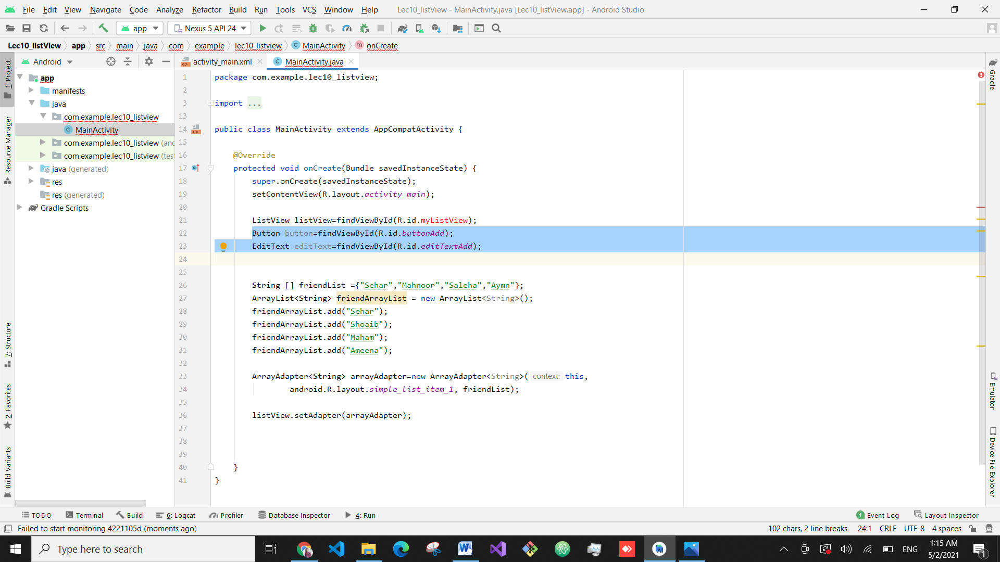 File Edit View Navigate Code Analyze Refactor Build Run Tools VCS Window Help Lec10_listView - MainActivity.java [Lec10_listView.app] - Android Studio
app Nexus 5 API 24
Lec10_listView app src main java com example lec10_listview MainActivity onCreate
Android activity_main.xml MainActivity.java
1: Project
Resource Manager
7: Structure
2: Favorites
Build Variants
app
manifests
java
com.example.lec10_listview
MainActivity
com.example.lec10_listview (and
com.example.lec10_listview (tes
java (generated)
res
res (generated)
Gradle Scripts
1 package com.example.lec10_listview;
2
3 import ...
13
14 public class MainActivity extends AppCompatActivity {
15
16 @Override
17 protected void onCreate(Bundle savedInstanceState) {
18 super.onCreate(savedInstanceState);
19 setContentView(R.layout.activity_main);
20
21 ListView listView=findViewById(R.id.myListView);
22 Button button=findViewById(R.id.buttonAdd);
23 EditText editText=findViewById(R.id.editTextAdd);
24
25
26 String [] friendList ={"Sehar","Mahnoor","Saleha","Aymn"};
27 ArrayList<String> friendArrayList = new ArrayList<String>();
28 friendArrayList.add("Sehar");
29 friendArrayList.add("Shoaib");
30 friendArrayList.add("Maham");
31 friendArrayList.add("Ameena");
32
33 ArrayAdapter<String> arrayAdapter=new ArrayAdapter<String>( context: this,
34 android.R.layout.simple_list_item_1, friendList);
35
36 listView.setAdapter(arrayAdapter);
37
38
39
40 }
41 }
Gradle
Emulator
Device File Explorer
TODO Terminal Build 6: Logcat Profiler Database Inspector 4: Run 1 Event Log Layout Inspector
Failed to start monitoring 4221105d (moments ago) 102 chars, 2 line breaks 24:1 CRLF UTF-8 4 spaces
Type here to search ENG 1:15 AM
5/2/2021 1